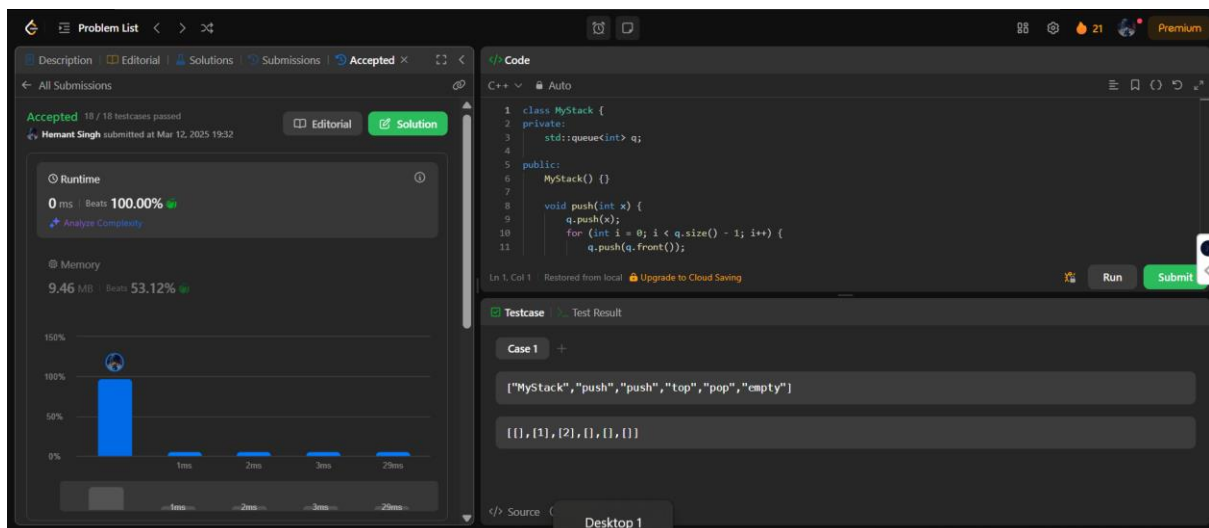 Problem List
21
Premium
Description | Editorial | Solutions | Submissions | Accepted ×
← All Submissions
Accepted 18 / 18 testcases passed
Hemant Singh submitted at Mar 12, 2025 19:32
Editorial
Solution
Runtime
0 ms | Beats 100.00%
Analyze Complexity
Memory
9.46 MB | Beats 53.12%
150%
100%
50%
0%
1ms 2ms 3ms 29ms
1ms 2ms 3ms 29ms
</> Code
C++ Auto
1 class MyStack {
2 private:
3 std::queue<int> q;
4
5 public:
6 MyStack() {}
7
8 void push(int x) {
9 q.push(x);
10 for (int i = 0; i < q.size() - 1; i++) {
11 q.push(q.front());
Ln 1, Col 1 | Restored from local Upgrade to Cloud Saving
Run
Submit
Testcase | >_ Test Result
Case 1 +
["MyStack","push","push","top","pop","empty"]
[[],[1],[2],[],[],[]]
</> Source
Desktop 1